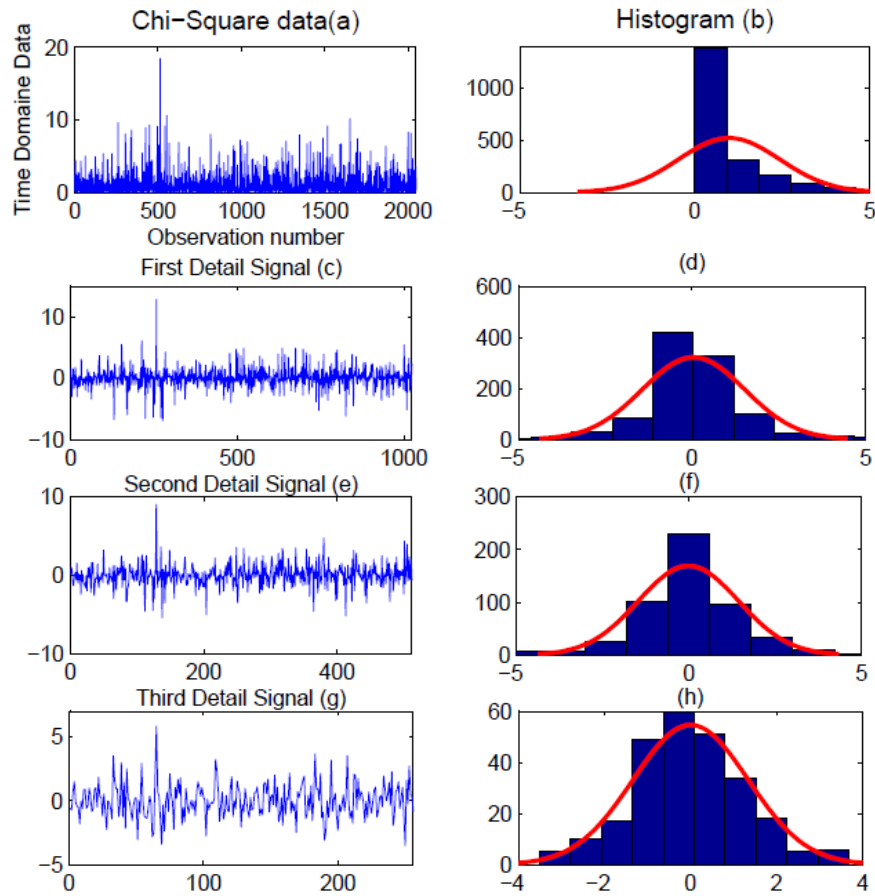 Chi−Square data(a)
Histogram (b)
Time Domaine Data
20
10
0
0 500 1000 1500 2000
Observation number
1000
500
0
−5 0 5
First Detail Signal (c)
10
0
−10
0 500 1000
(d)
600
400
200
0
−5 0 5
Second Detail Signal (e)
10
0
−10
0 200 400
(f)
300
200
100
0
−5 0 5
Third Detail Signal (g)
5
0
−5
0 100 200
(h)
60
40
20
0
−4 −2 0 2 4